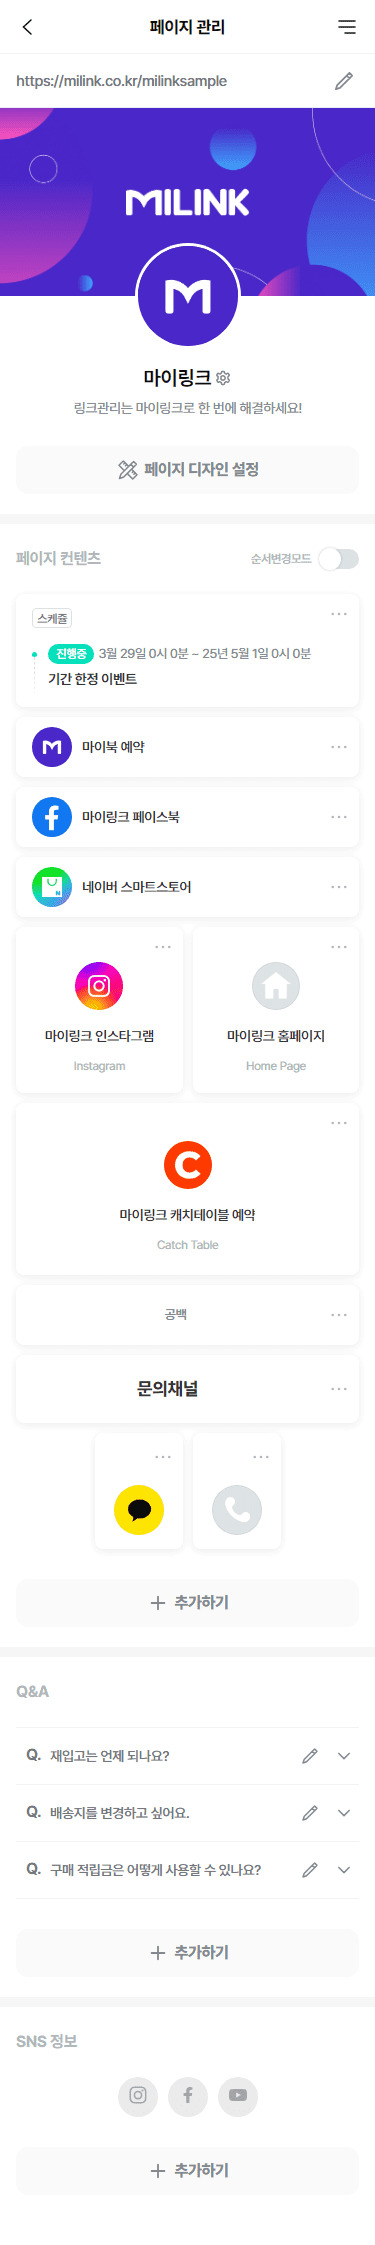 페이지 관리
https://milink.co.kr/milinksample
MILINK
M
마이링크
링크관리는 마이링크로 한 번에 해결하세요!
페이지 디자인 설정
페이지 컨텐츠
순서변경모드
스케쥴
진행중 3월 29일 0시 0분 ~ 25년 5월 1일 0시 0분
기간 한정 이벤트
M 마이북 예약
마이링크 페이스북
N 네이버 스마트스토어
마이링크 인스타그램
Instagram
마이링크 홈페이지
Home Page
C
마이링크 캐치테이블 예약
Catch Table
공백
문의채널
추가하기
Q&A
Q. 재입고는 언제 되나요?
Q. 배송지를 변경하고 싶어요.
Q. 구매 적립금은 어떻게 사용할 수 있나요?
추가하기
SNS 정보
추가하기